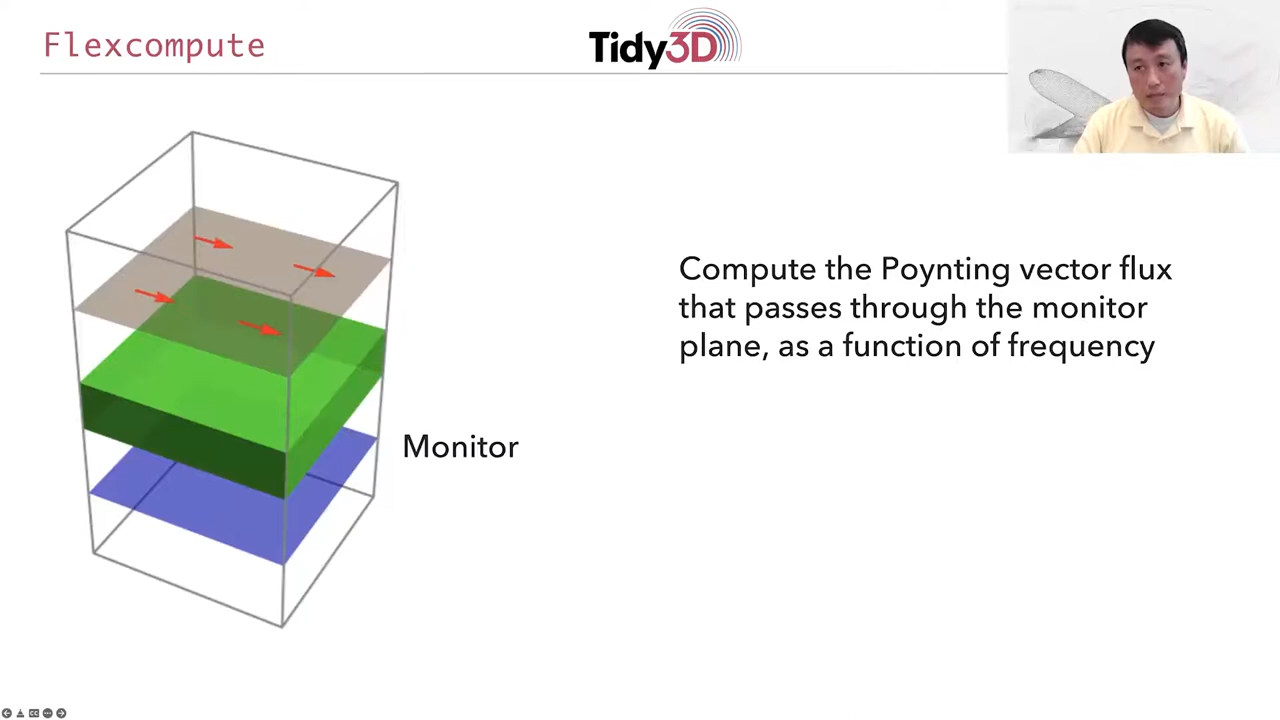 Flexcompute
Tidy3D
Compute the Poynting vector flux
that passes through the monitor
plane, as a function of frequency
Monitor